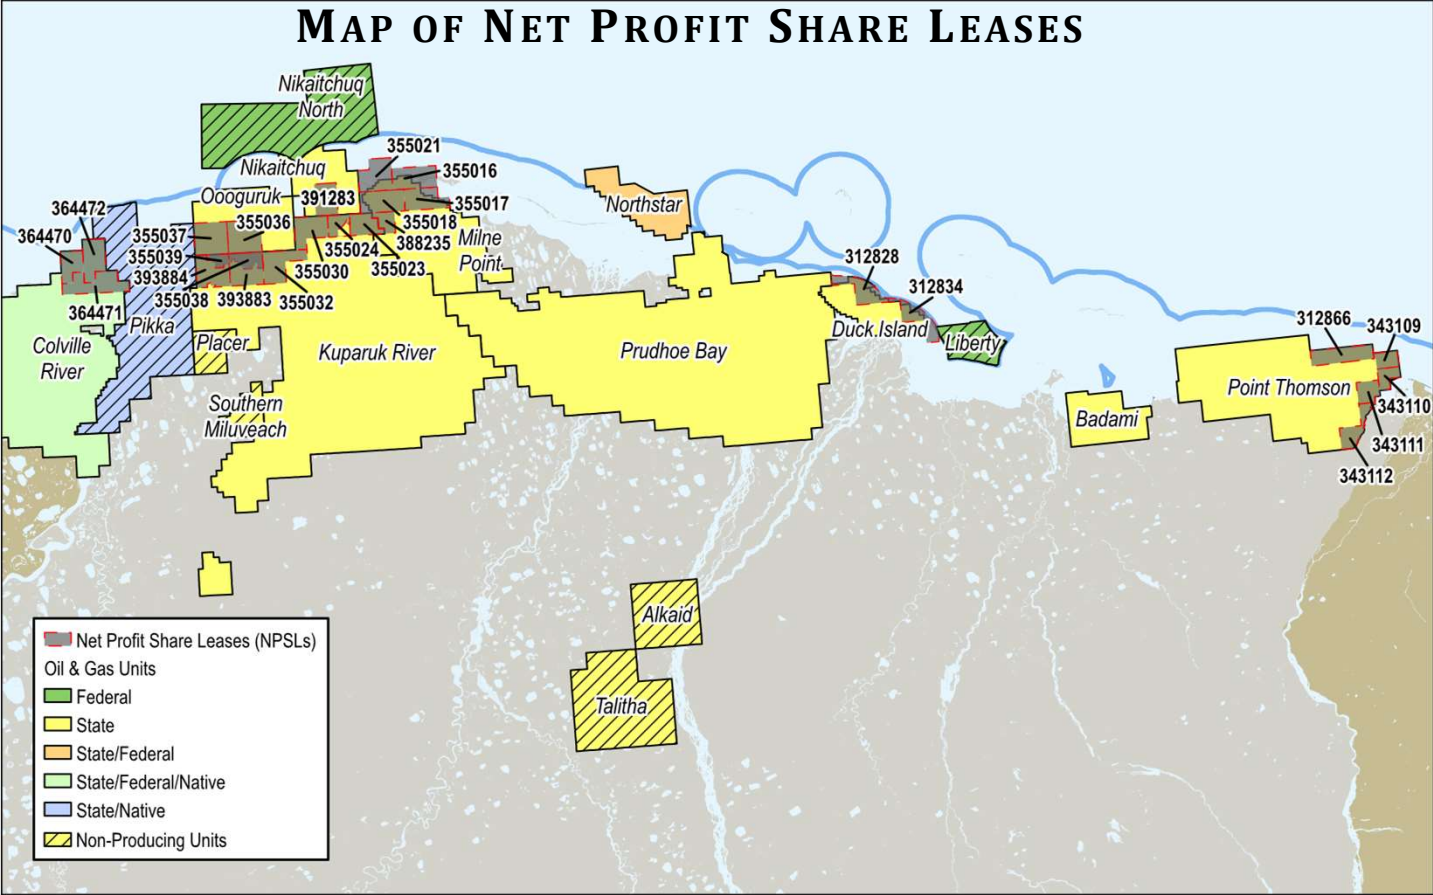 MAP OF NET PROFIT SHARE LEASES
Nikaitchuq
North
355021
Nikaitchuq
355016
Oooguruk
391283
355017
364472
355036
355018
364470
355037
388235
Milne
Point
355024
355039
355030
355023
393884
355038
393883
355032
364471
Northstar
312828
312834
Pikka
Placer
Colville
River
Kuparuk River
Prudhoe Bay
Duck Island
Liberty
312866
343109
Point Thomson
343110
Southern
Miluveach
Badami
343111
343112
Alkaid
Talitha
Net Profit Share Leases (NPSLs)
Oil & Gas Units
Federal
State
State/Federal
State/Federal/Native
State/Native
Non-Producing Units